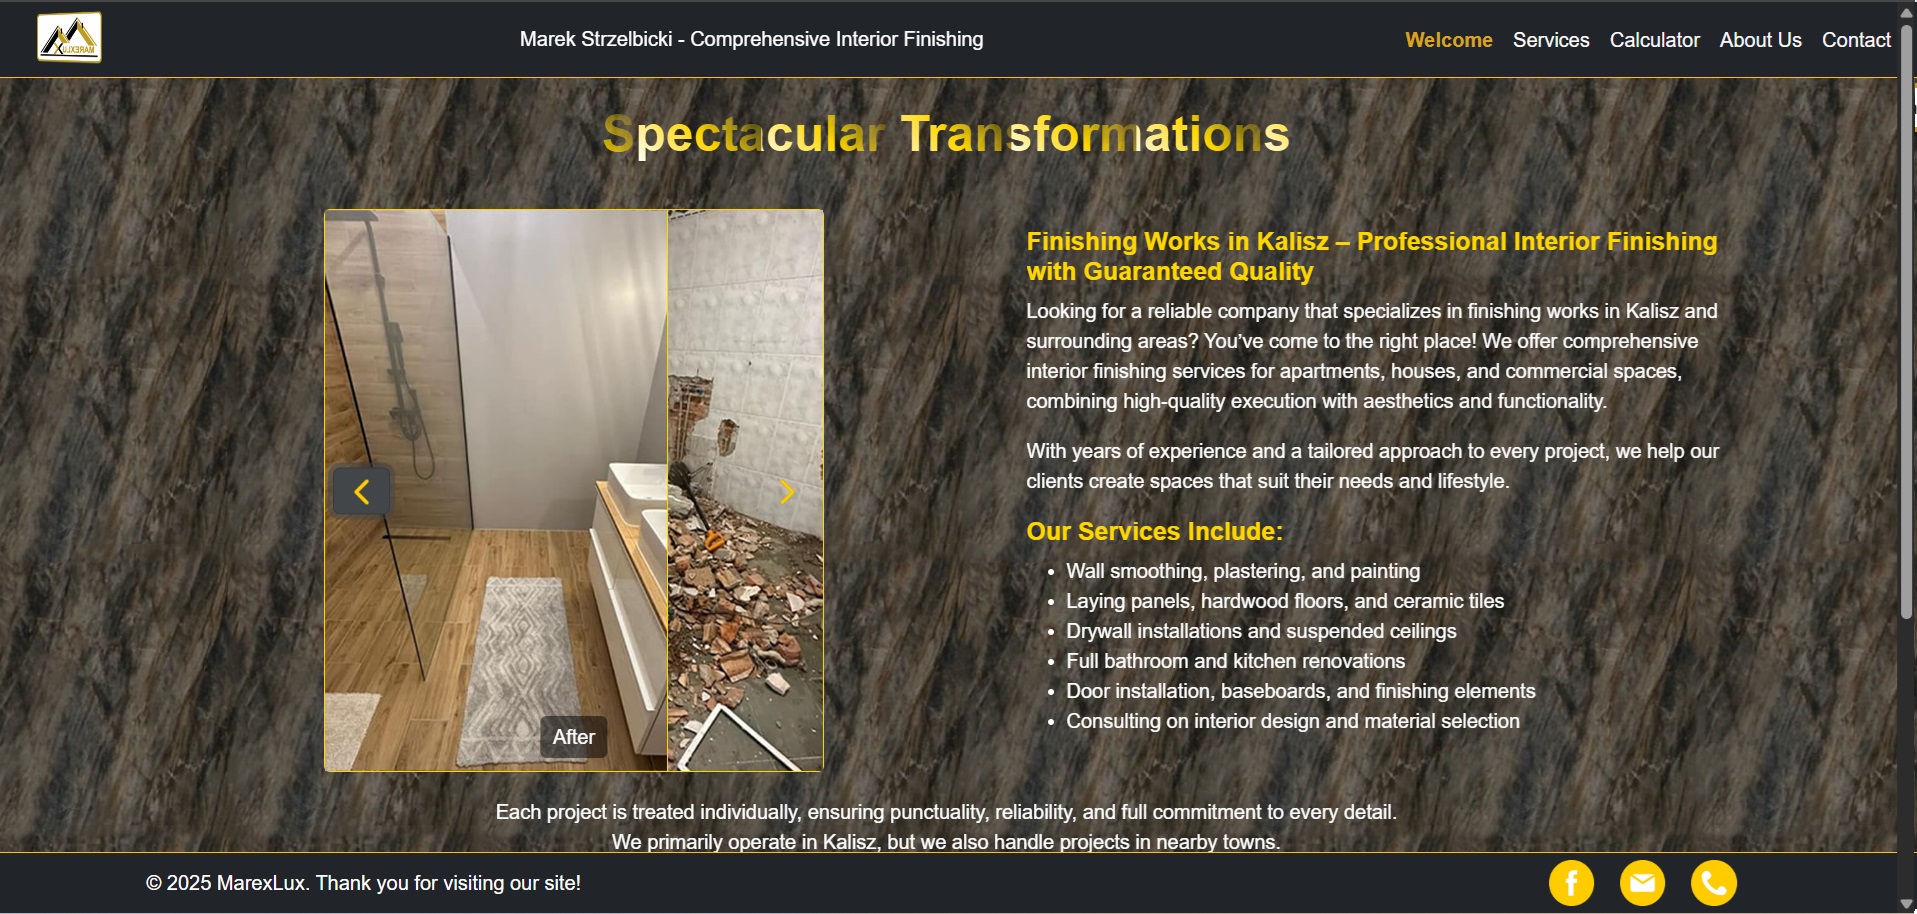 MAREXLUX
Marek Strzelbicki - Comprehensive Interior Finishing
Welcome Services Calculator About Us Contact
Spectacular Transformations
Finishing Works in Kalisz – Professional Interior Finishing
with Guaranteed Quality
Looking for a reliable company that specializes in finishing works in Kalisz and
surrounding areas? You’ve come to the right place! We offer comprehensive
interior finishing services for apartments, houses, and commercial spaces,
combining high-quality execution with aesthetics and functionality.
With years of experience and a tailored approach to every project, we help our
clients create spaces that suit their needs and lifestyle.
Our Services Include:
• Wall smoothing, plastering, and painting
• Laying panels, hardwood floors, and ceramic tiles
• Drywall installations and suspended ceilings
• Full bathroom and kitchen renovations
• Door installation, baseboards, and finishing elements
• Consulting on interior design and material selection
After
Each project is treated individually, ensuring punctuality, reliability, and full commitment to every detail.
We primarily operate in Kalisz, but we also handle projects in nearby towns.
© 2025 MarexLux. Thank you for visiting our site!